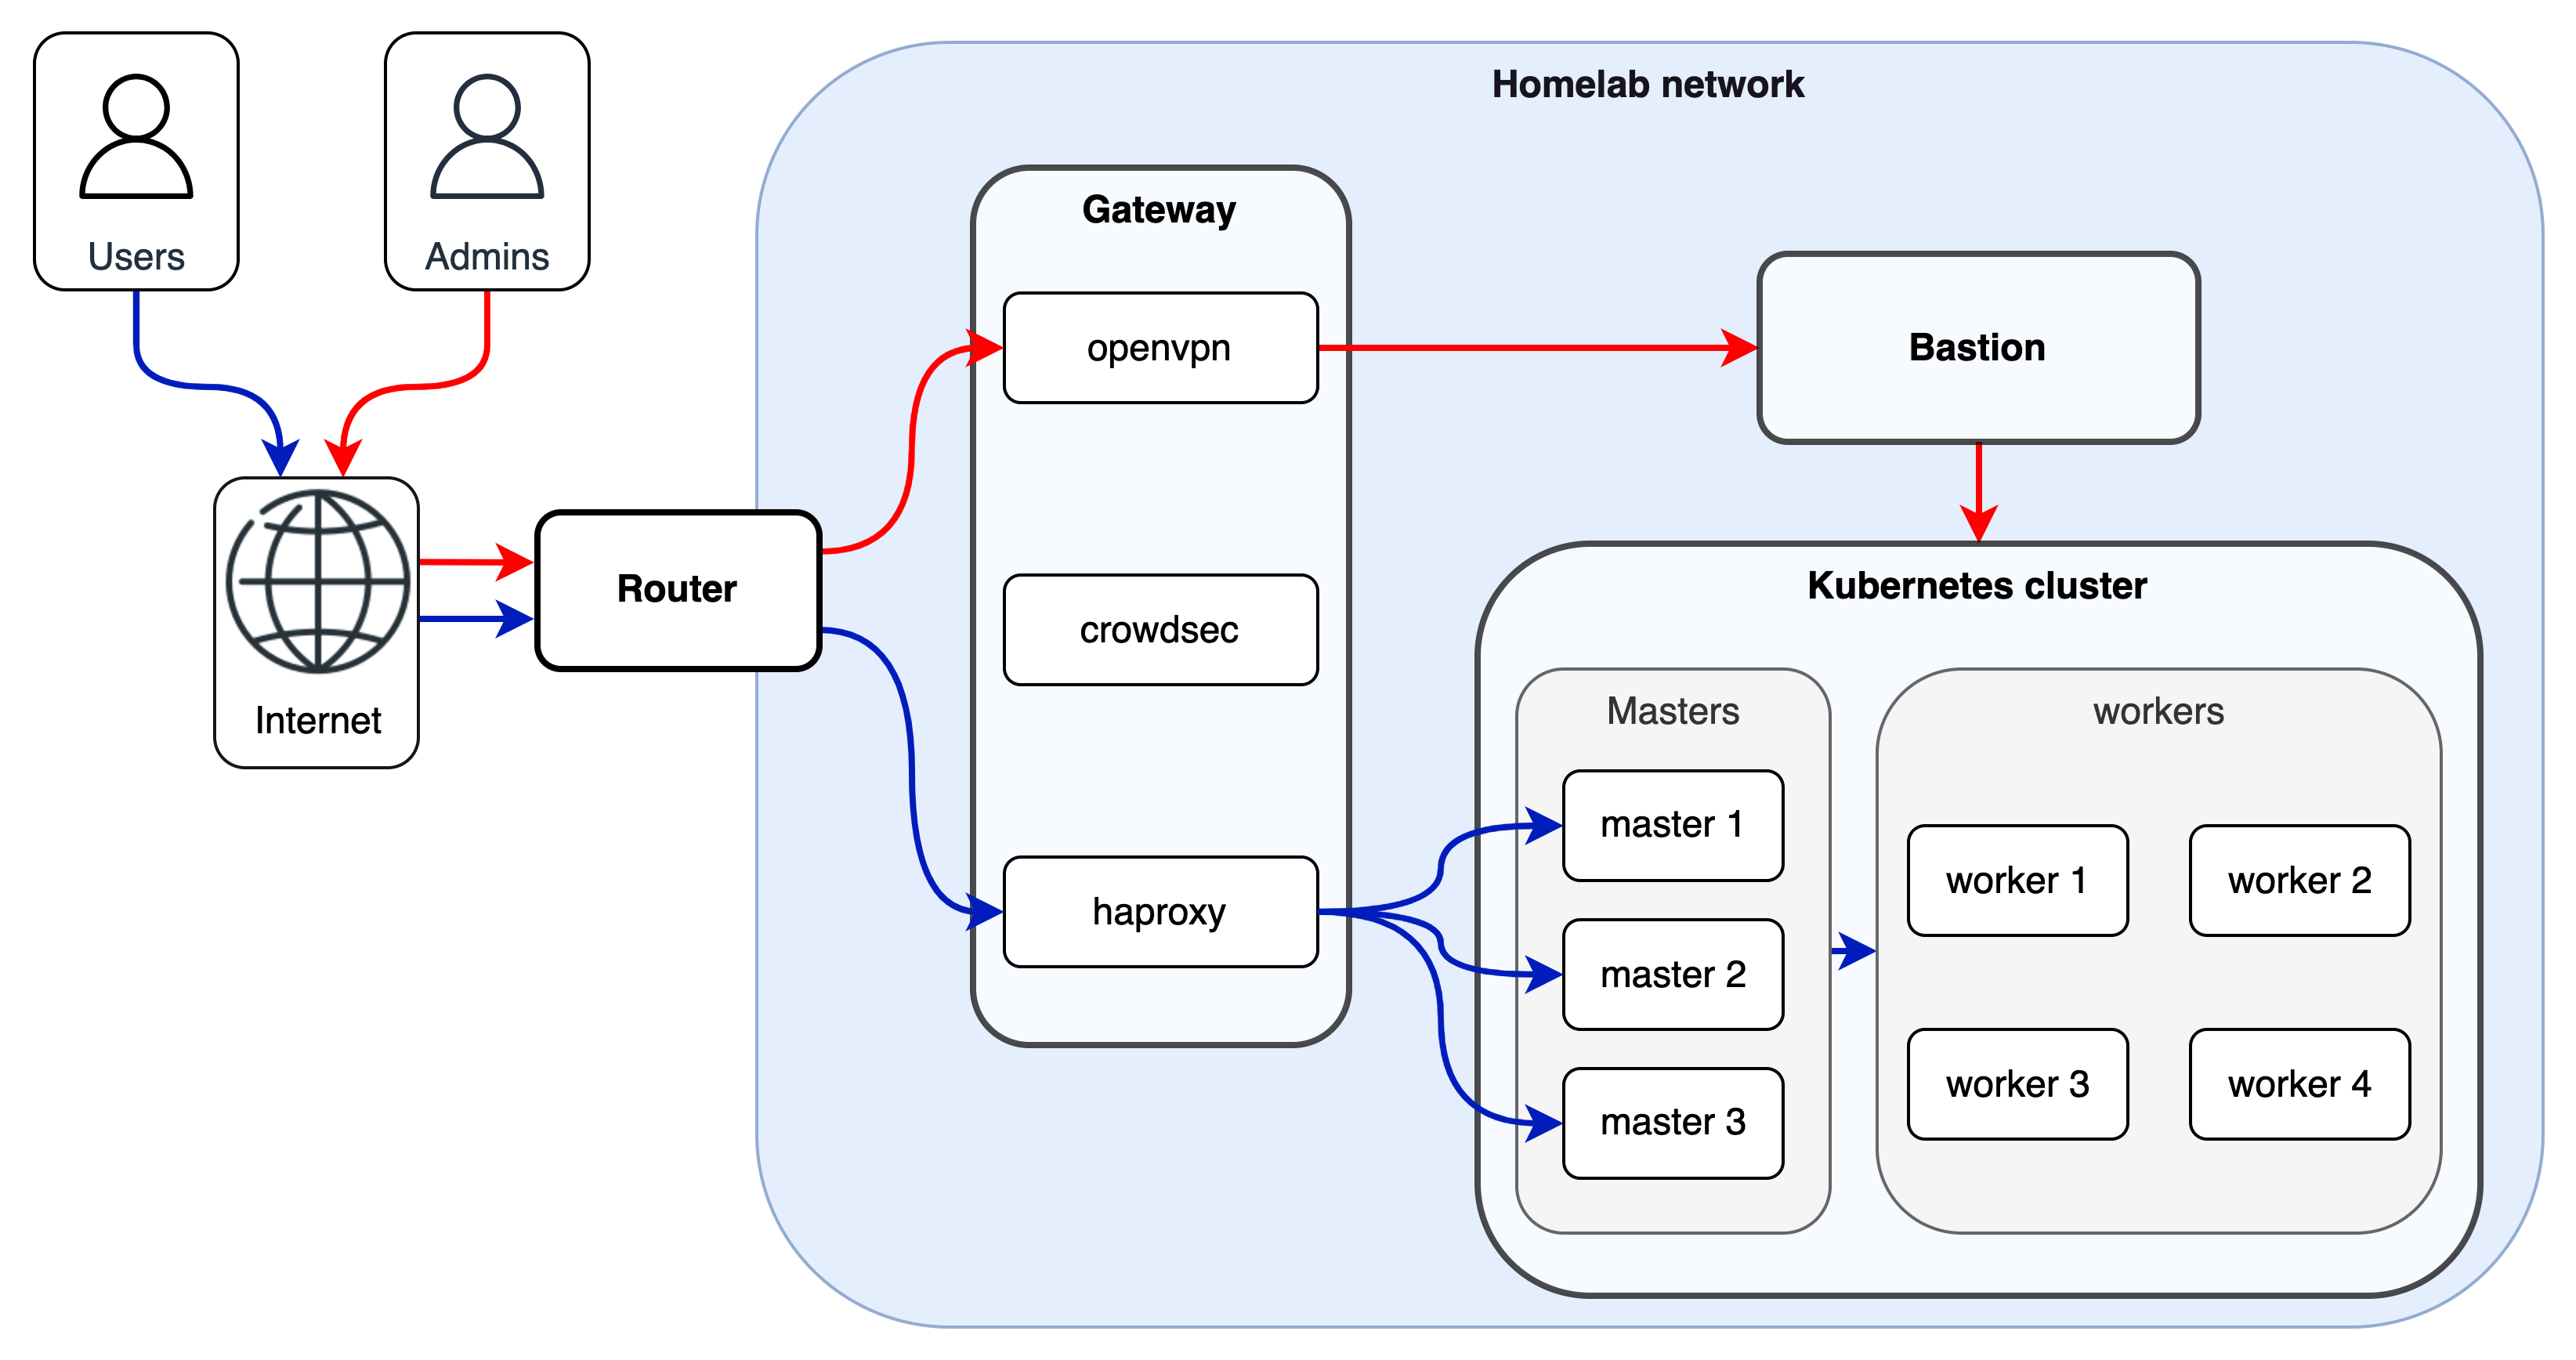 Users
Admins
Internet
Router
Homelab network
Gateway
openvpn
crowdsec
haproxy
Bastion
Kubernetes cluster
Masters
master 1
master 2
master 3
workers
worker 1
worker 2
worker 3
worker 4